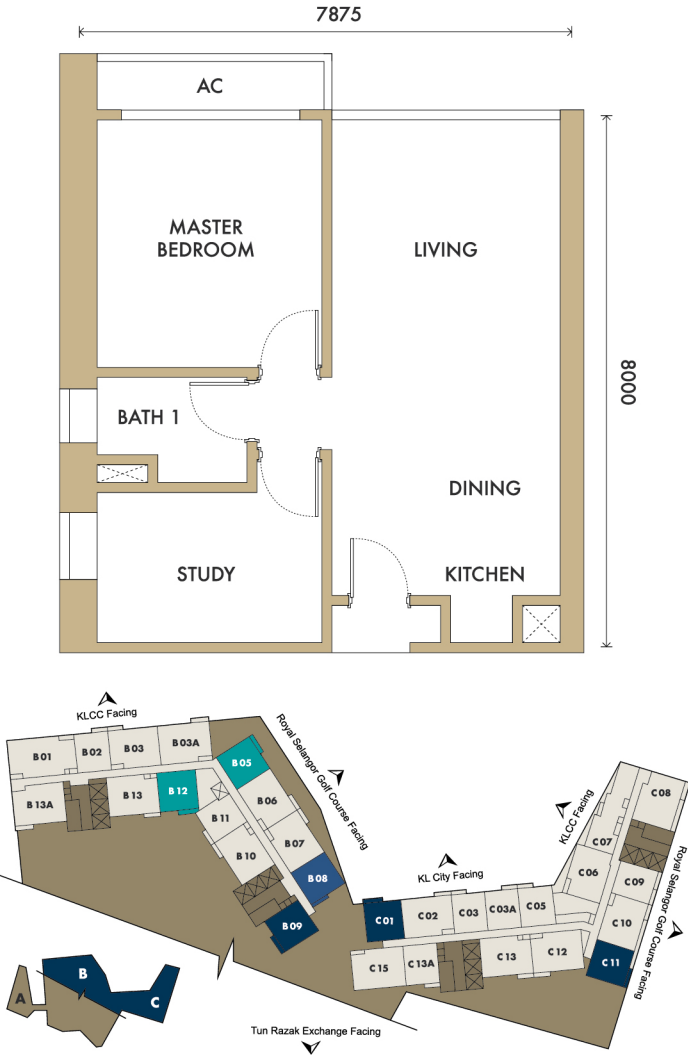 7875
AC
MASTER
BEDROOM
LIVING
8000
BATH 1
DINING
STUDY
KITCHEN
KLCC Facing
Royal Selangor Golf Course Facing
B 01
B 02
B 03
B 03A
B 05
B 13A
B 13
B 12
B 11
B 06
B 10
B 07
B 08
B 09
KLCC Facing
KL City Facing
Royal Selangor Golf Course Facing
C 08
C 07
C 06
C 09
C 01
C 02
C 03
C 03A
C 05
C 10
C 15
C 13A
C 13
C 12
C 11
A
B
C
Tun Razak Exchange Facing